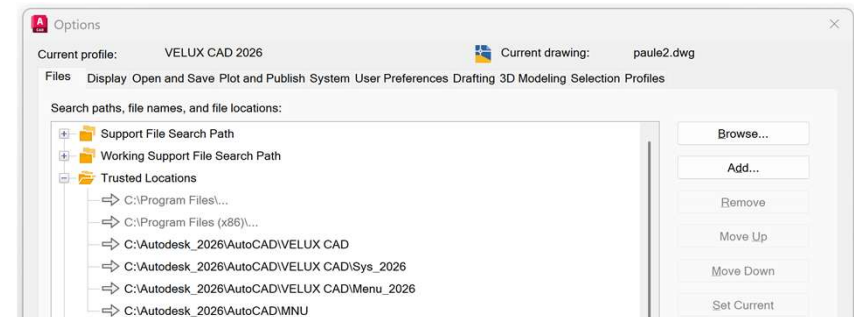 Options
Current profile: VELUX CAD 2026 Current drawing: paule2.dwg
Files Display Open and Save Plot and Publish System User Preferences Drafting 3D Modeling Selection Profiles
Search paths, file names, and file locations:
Support File Search Path
Browse...
Working Support File Search Path
Add...
Trusted Locations
C:\Program Files\...
Remove
C:\Program Files (x86)\...
Move Up
C:\Autodesk_2026\AutoCAD\VELUX CAD
C:\Autodesk_2026\AutoCAD\VELUX CAD\Sys_2026
Move Down
C:\Autodesk_2026\AutoCAD\VELUX CAD\Menu_2026
Set Current
C:\Autodesk_2026\AutoCAD\MNU